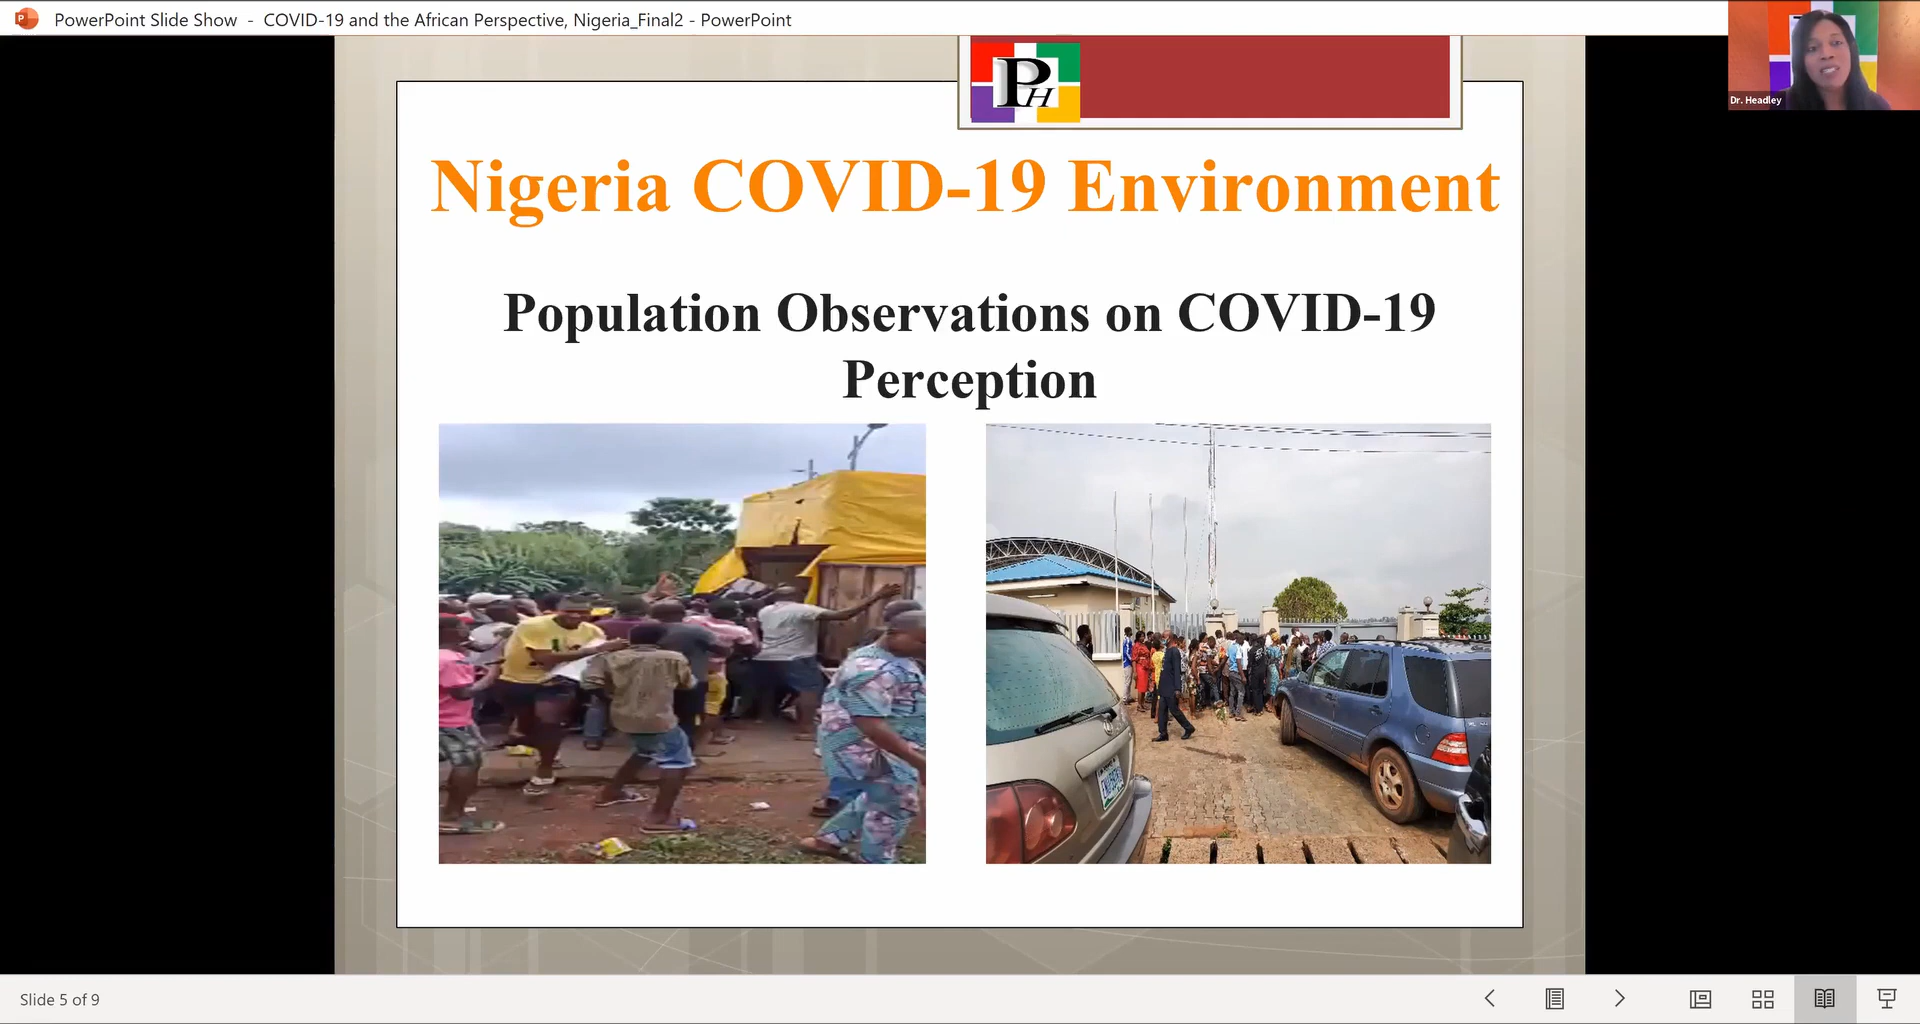 PowerPoint Slide Show - COVID-19 and the African Perspective, Nigeria_Final2 - PowerPoint
Dr. Headley
PH
Nigeria COVID-19 Environment
Population Observations on COVID-19
Perception
Slide 5 of 9